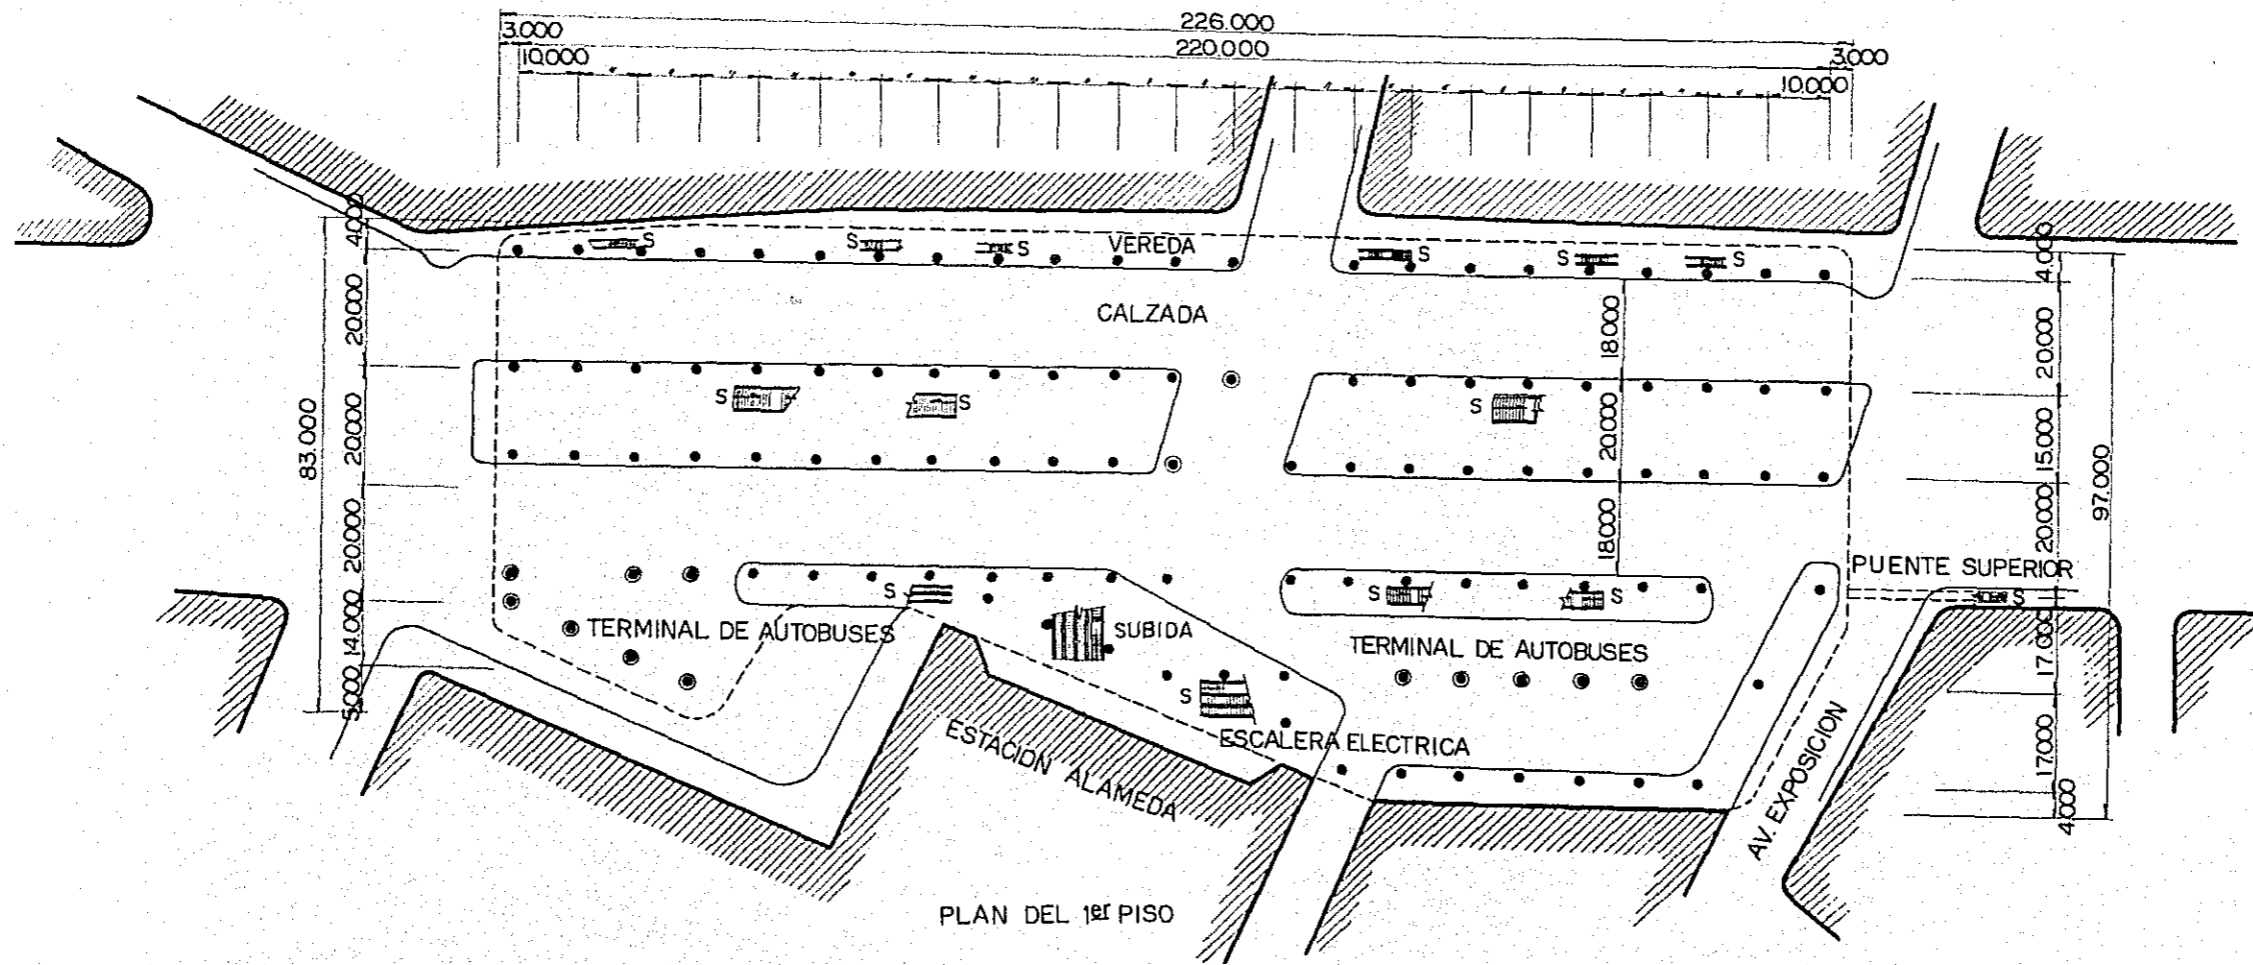 226.000
3.000
220.000
3.000
10.000
10.000
4.000
20.000
20.000
20.000
14.000
5.000
83.000
S
S
S
VEREDA
S
S
S
CALZADA
18.000
20.000
18.000
S
S
S
4.000
20.000
15.000
20.000
17.000
17.000
4.000
97.000
PUENTE SUPERIOR
S
S
S
S
TERMINAL DE AUTOBUSES
SUBIDA
TERMINAL DE AUTOBUSES
S
ESCALERA ELECTRICA
ESTACION ALAMEDA
AV. EXPOSICION
PLAN DEL 1er PISO